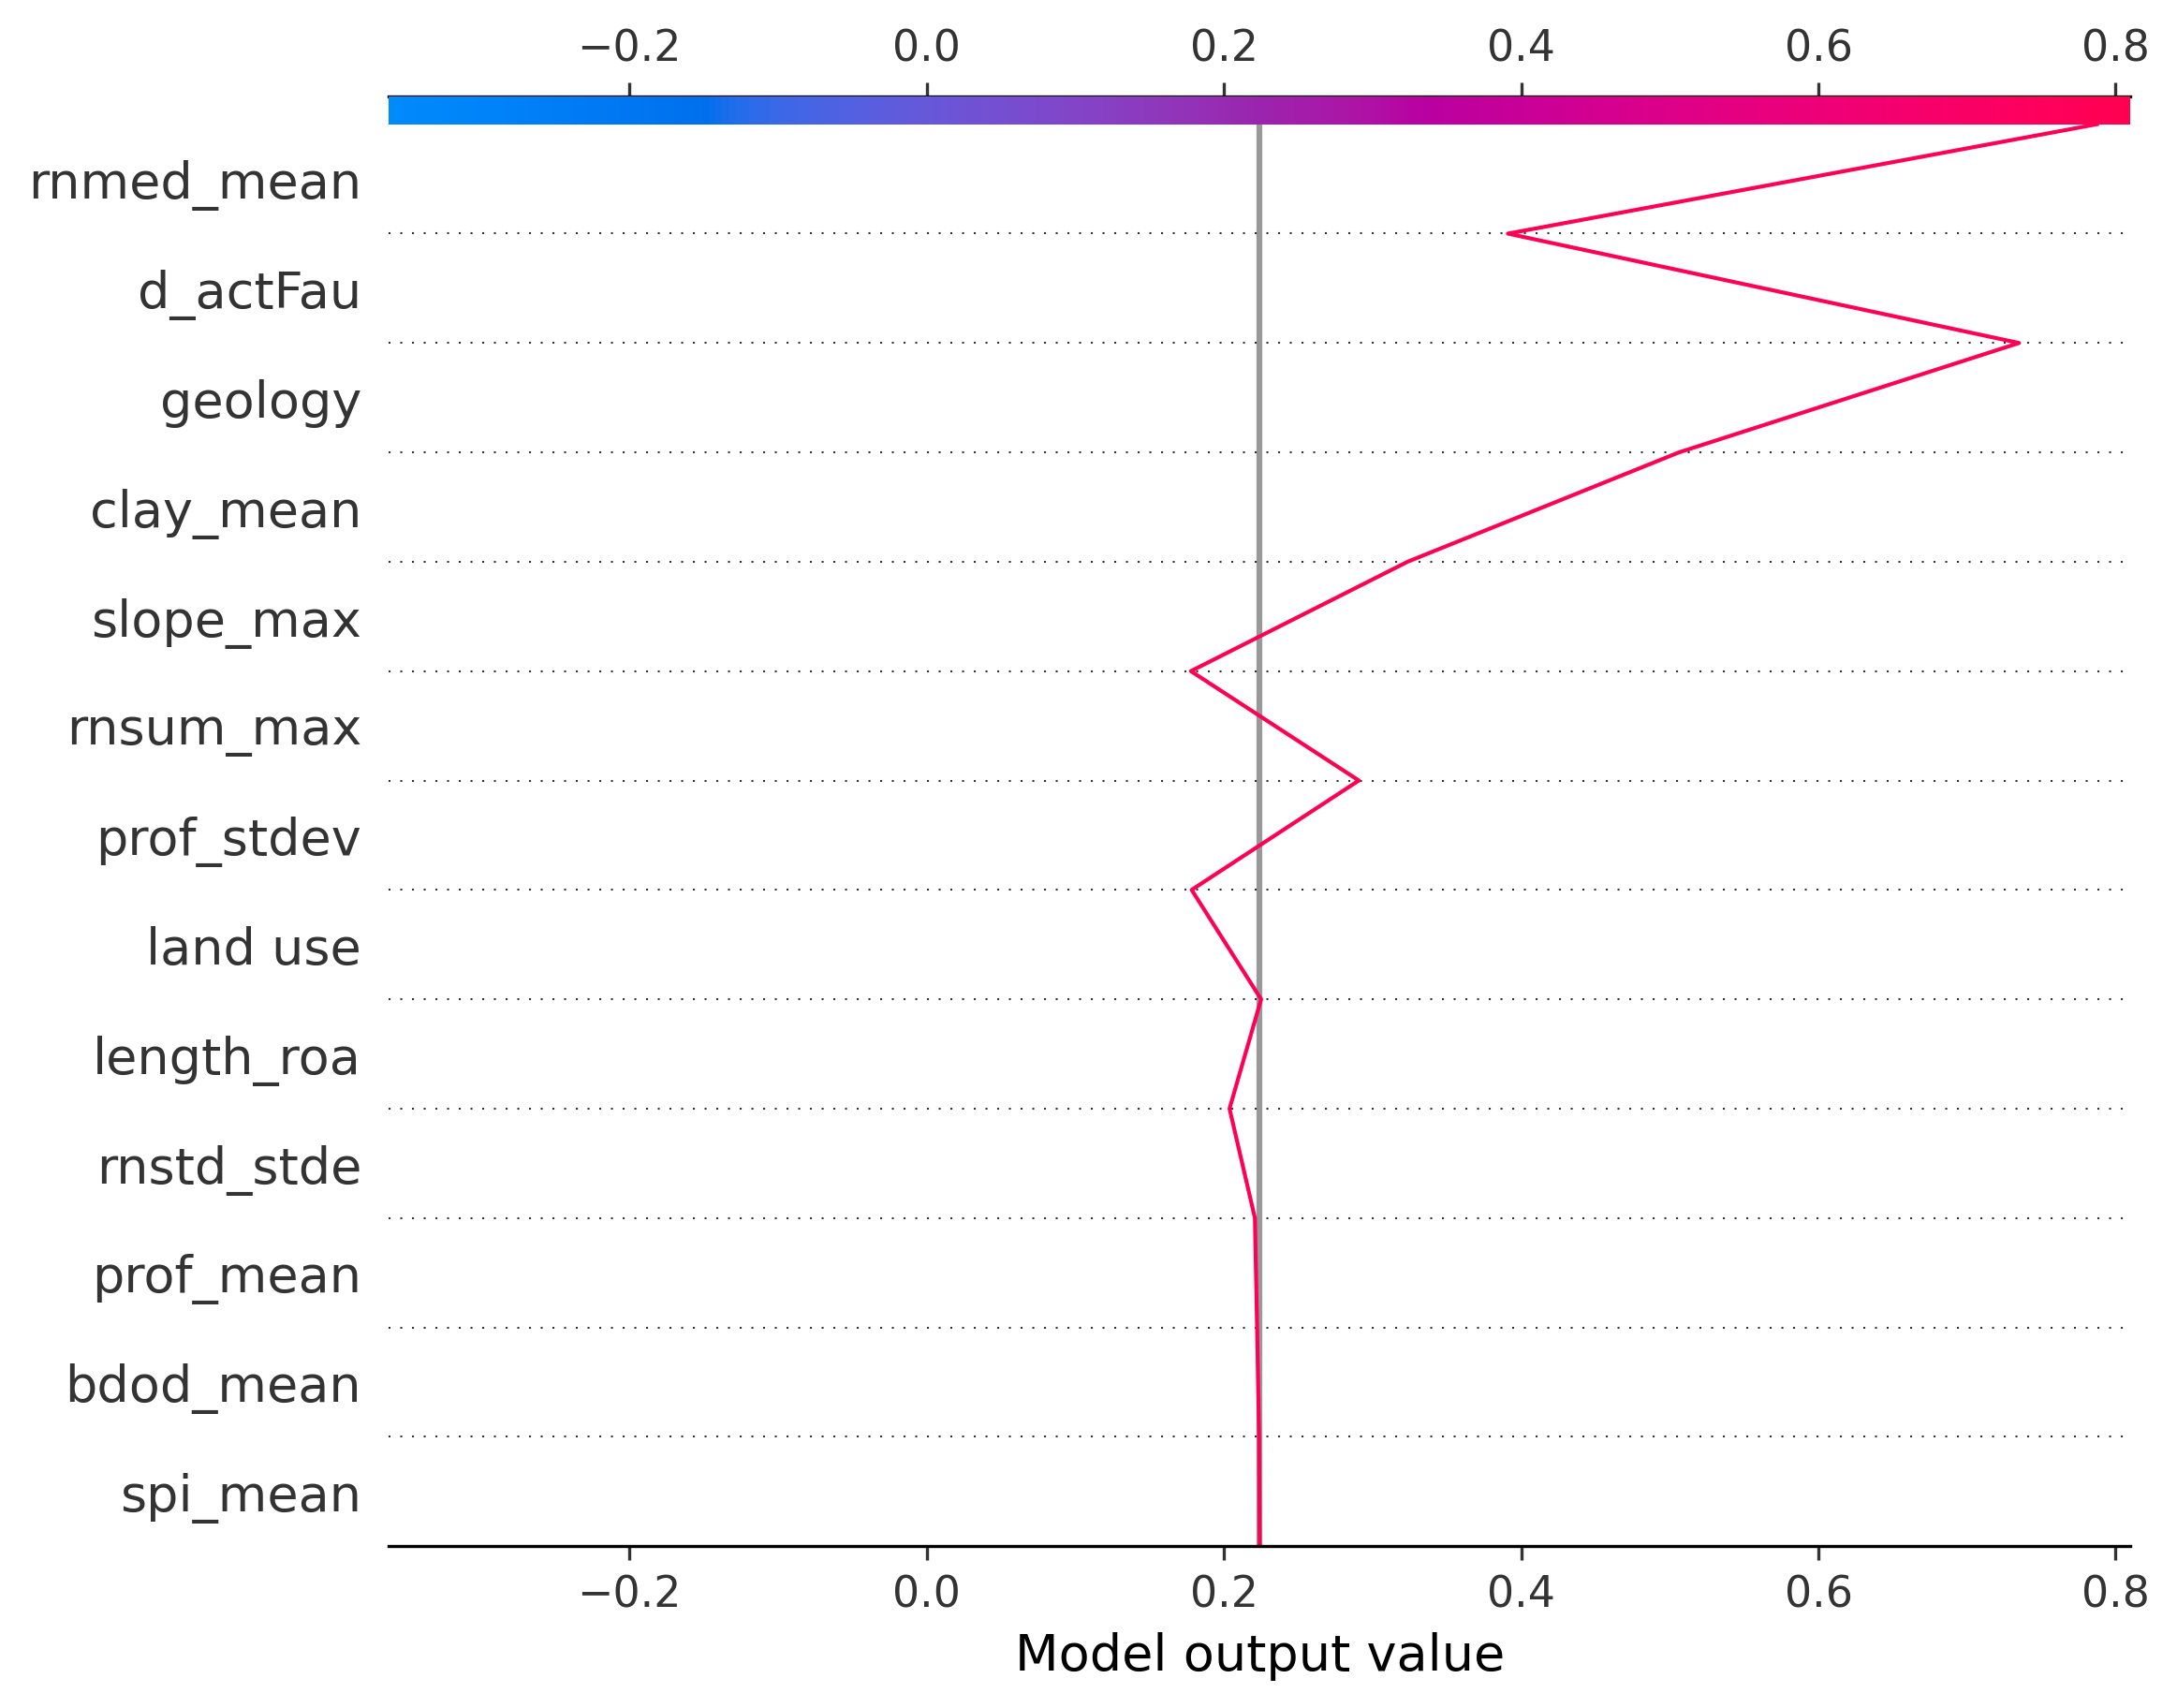 −0.2 0.0 0.2 0.4 0.6 0.8
rnmed_mean
d_actFau
geology
clay_mean
slope_max
rnsum_max
prof_stdev
land use
length_roa
rnstd_stde
prof_mean
bdod_mean
spi_mean
−0.2 0.0 0.2 0.4 0.6 0.8
Model output value